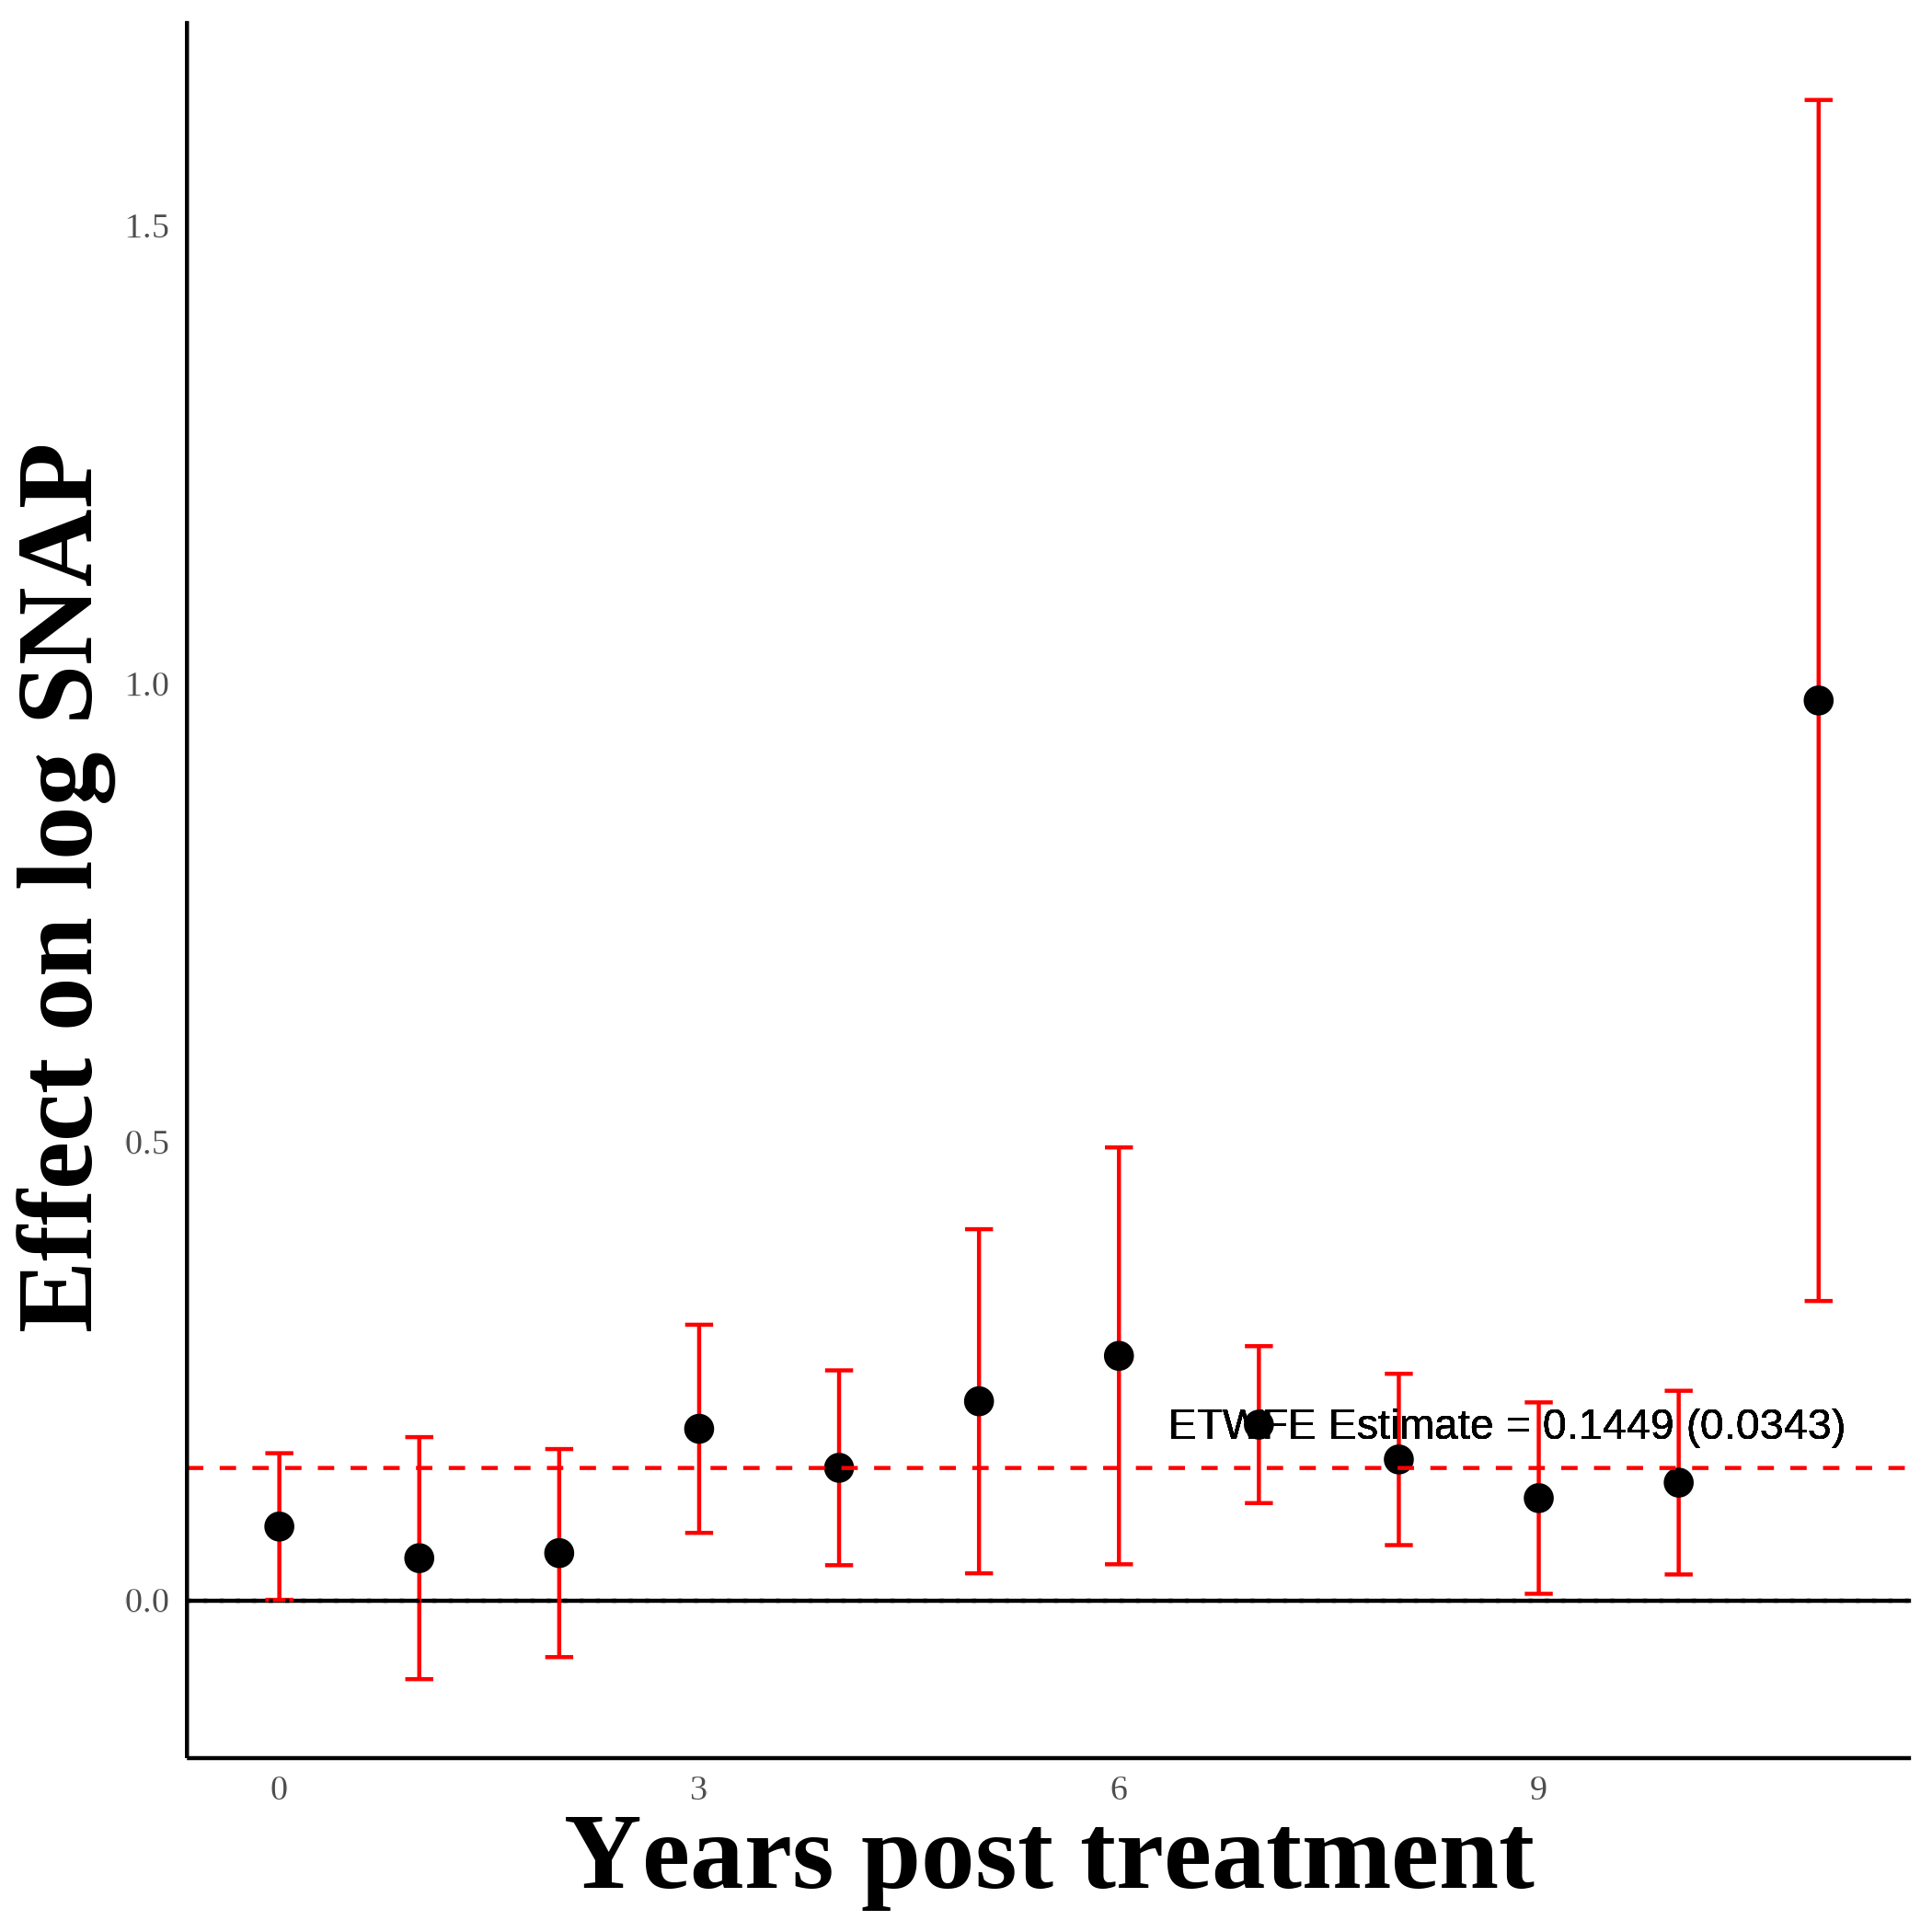 Effect on log SNAP
1.5
1.0
0.5
0.0
ETWFE Estimate = 0.1449 (0.0343)
0 3 6 9
Years post treatment